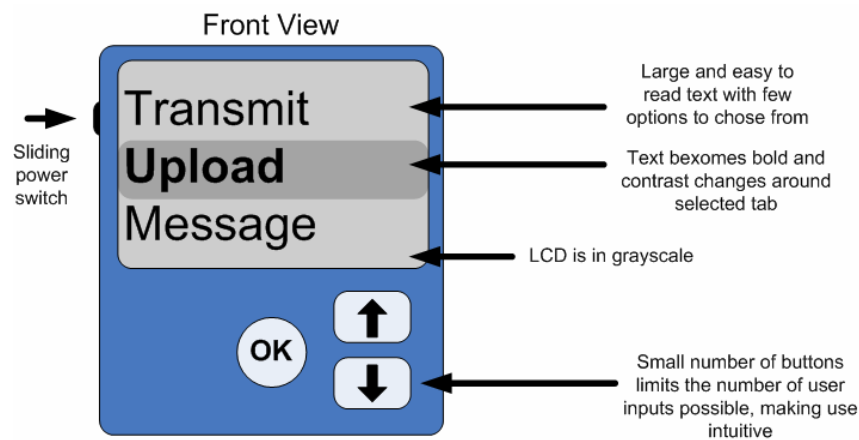 Front View
Transmit
Upload
Message
OK
Sliding
power
switch
Large and easy to
read text with few
options to chose from
Text bexomes bold and
contrast changes around
selected tab
LCD is in grayscale
Small number of buttons
limits the number of user
inputs possible, making use
intuitive